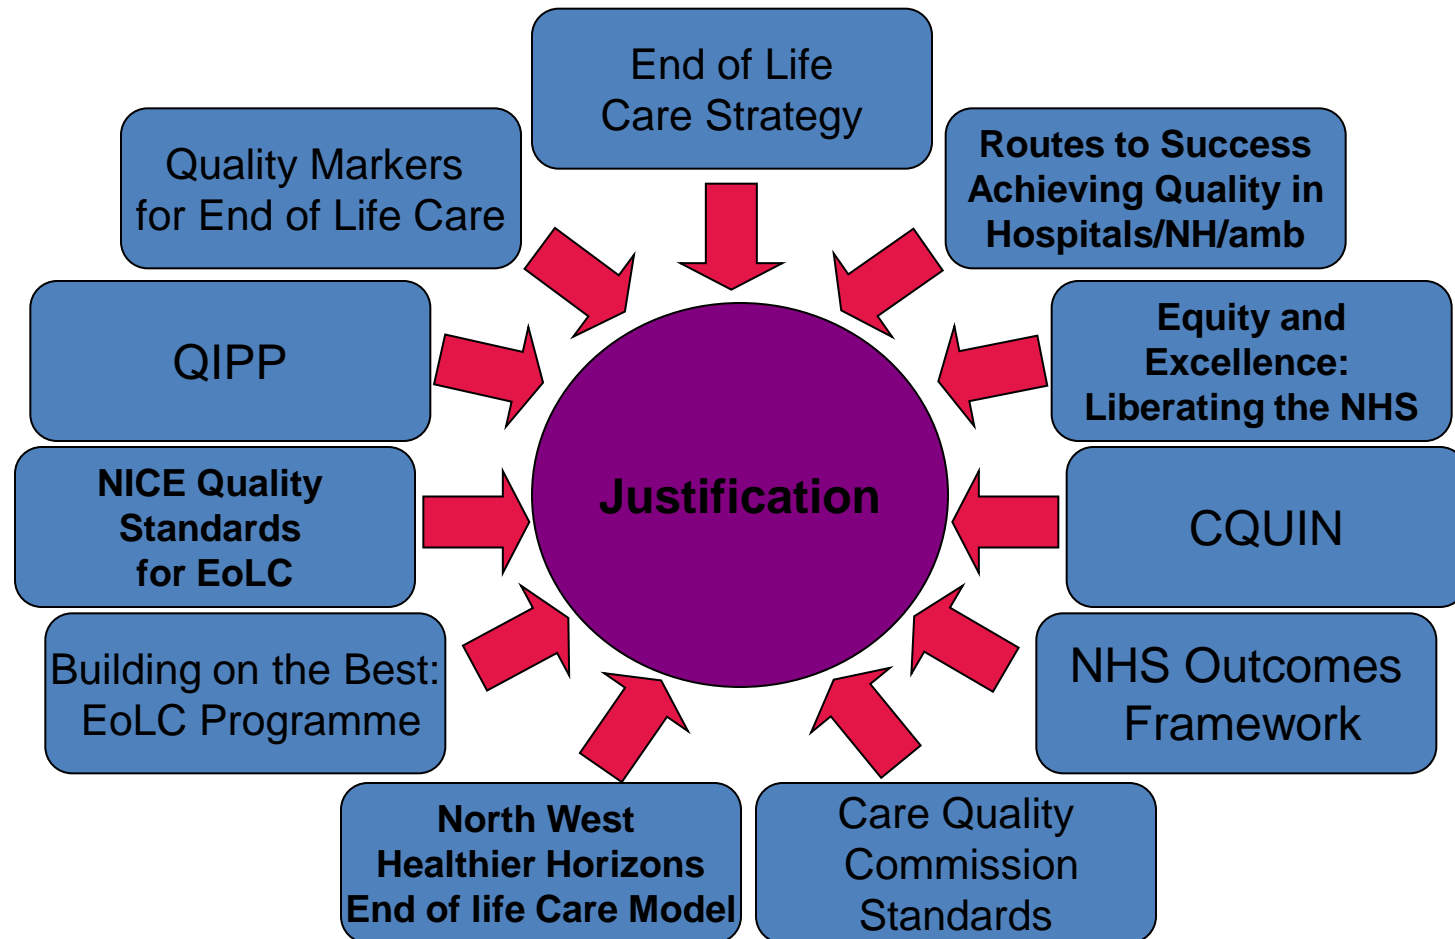 End of Life
Care Strategy
Quality Markers
for End of Life Care
Routes to Success
Achieving Quality in
Hospitals/NH/amb
QIPP
Equity and
Excellence:
Liberating the NHS
NICE Quality
Standards
for EoLC
Justification
CQUIN
Building on the Best:
EoLC Programme
NHS Outcomes
Framework
North West
Healthier Horizons
End of life Care Model
Care Quality
Commission
Standards